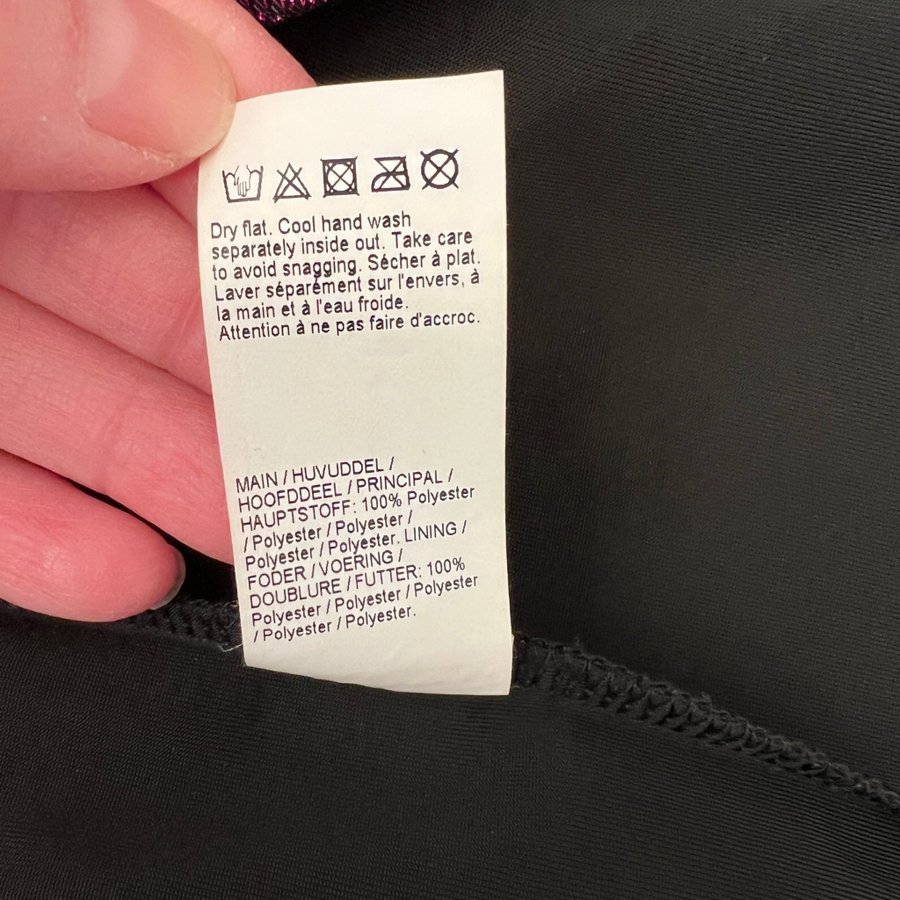 Dry flat. Cool hand wash
separately inside out. Take care
to avoid snagging. Sécher à plat.
Laver séparément sur l'envers, à
la main et à l'eau froide.
Attention à ne pas faire d'accroc.
MAIN / HUVUDDEL /
HOOFDDEEL / PRINCIPAL /
HAUPTSTOFF: 100% Polyester
/ Polyester / Polyester /
Polyester / Polyester. LINING /
FODER / VOERING /
DOUBLURE / FUTTER: 100%
Polyester / Polyester / Polyester
/ Polyester / Polyester.